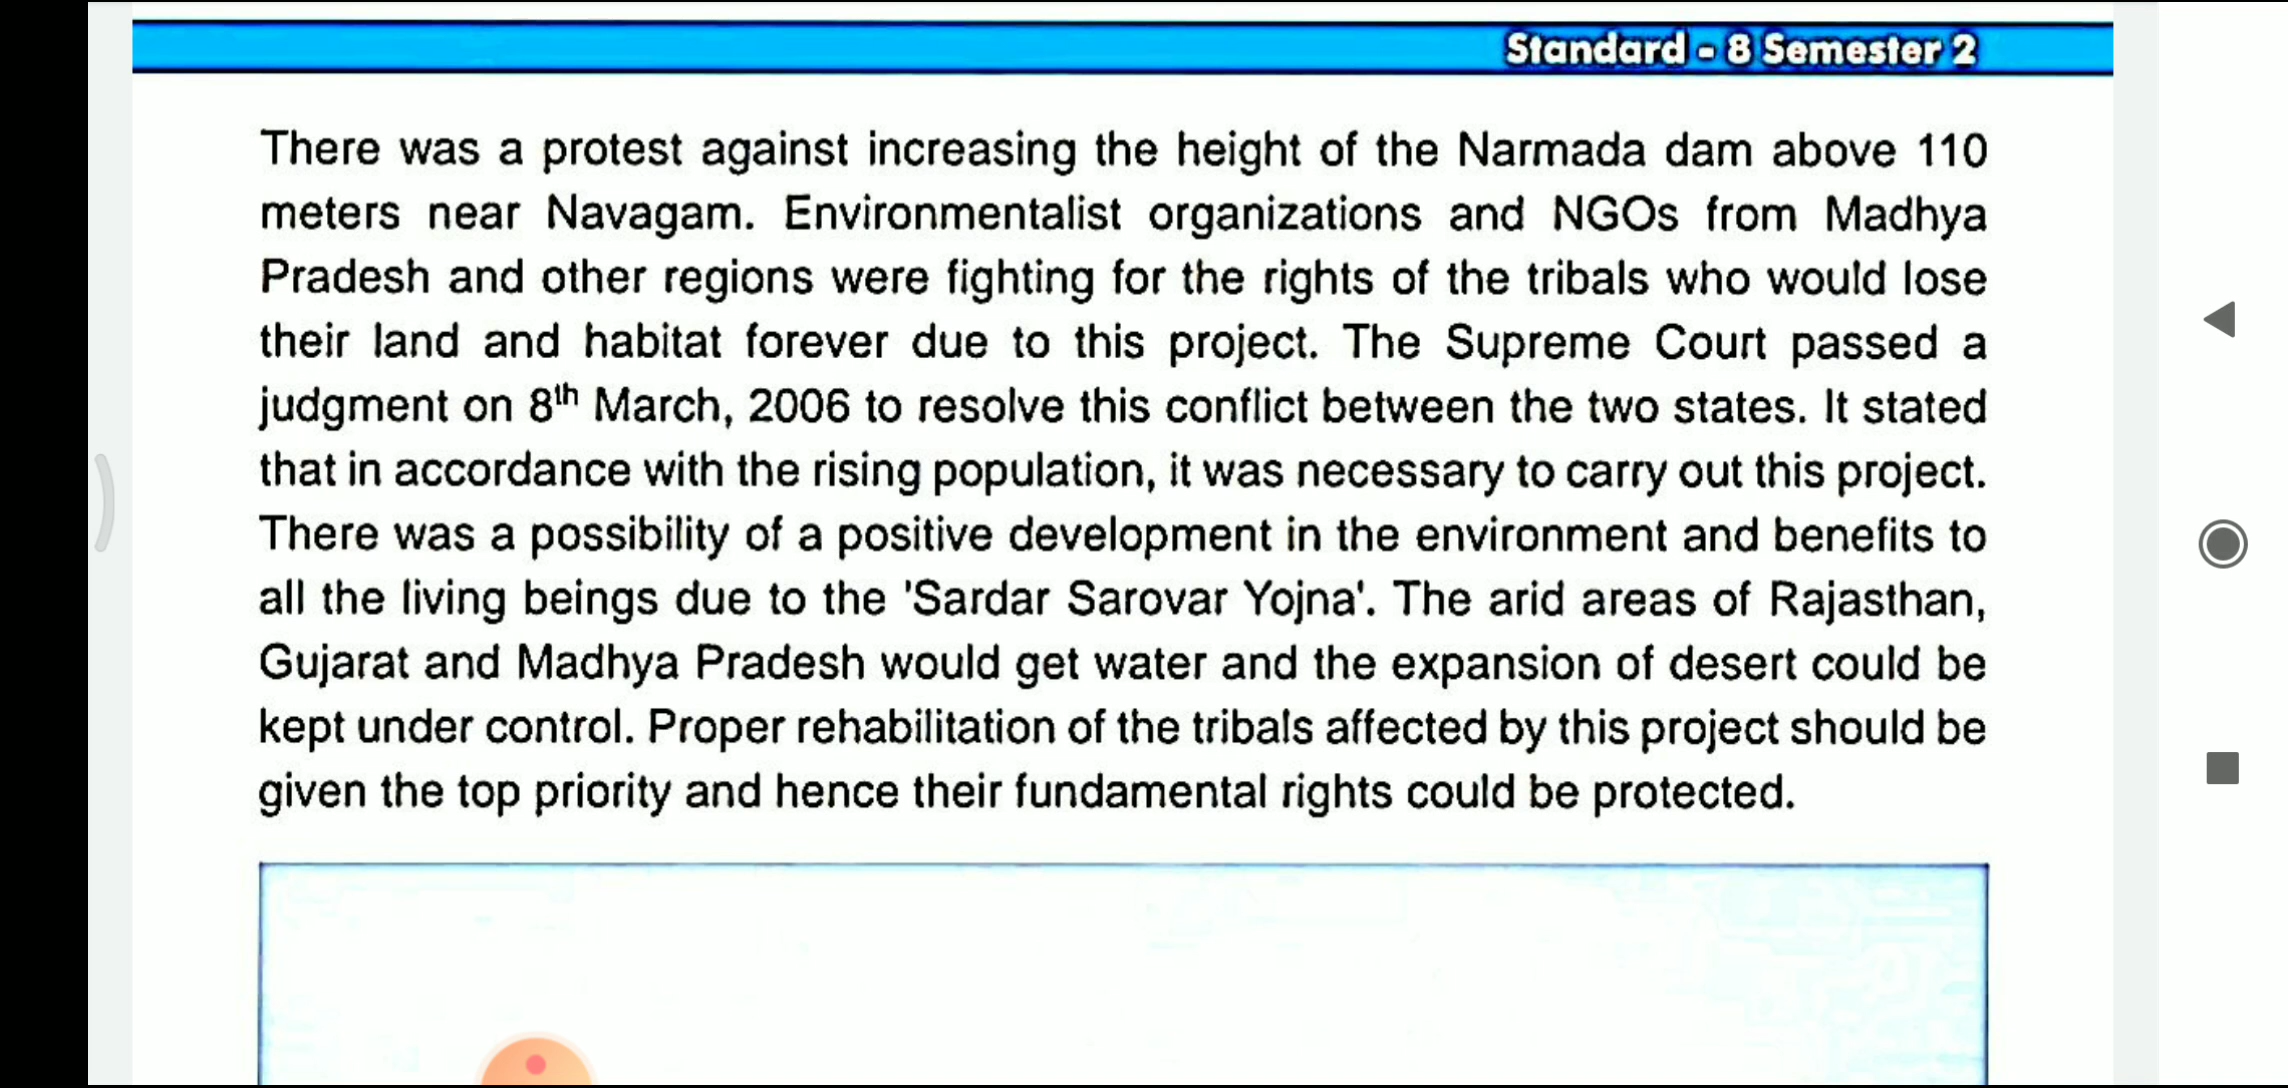 Standard - 8 Semester 2
There was a protest against increasing the height of the Narmada dam above 110
meters near Navagam. Environmentalist organizations and NGOs from Madhya
Pradesh and other regions were fighting for the rights of the tribals who would lose
their land and habitat forever due to this project. The Supreme Court passed a
judgment on 8th March, 2006 to resolve this conflict between the two states. It stated
that in accordance with the rising population, it was necessary to carry out this project.
There was a possibility of a positive development in the environment and benefits to
all the living beings due to the 'Sardar Sarovar Yojna'. The arid areas of Rajasthan,
Gujarat and Madhya Pradesh would get water and the expansion of desert could be
kept under control. Proper rehabilitation of the tribals affected by this project should be
given the top priority and hence their fundamental rights could be protected.